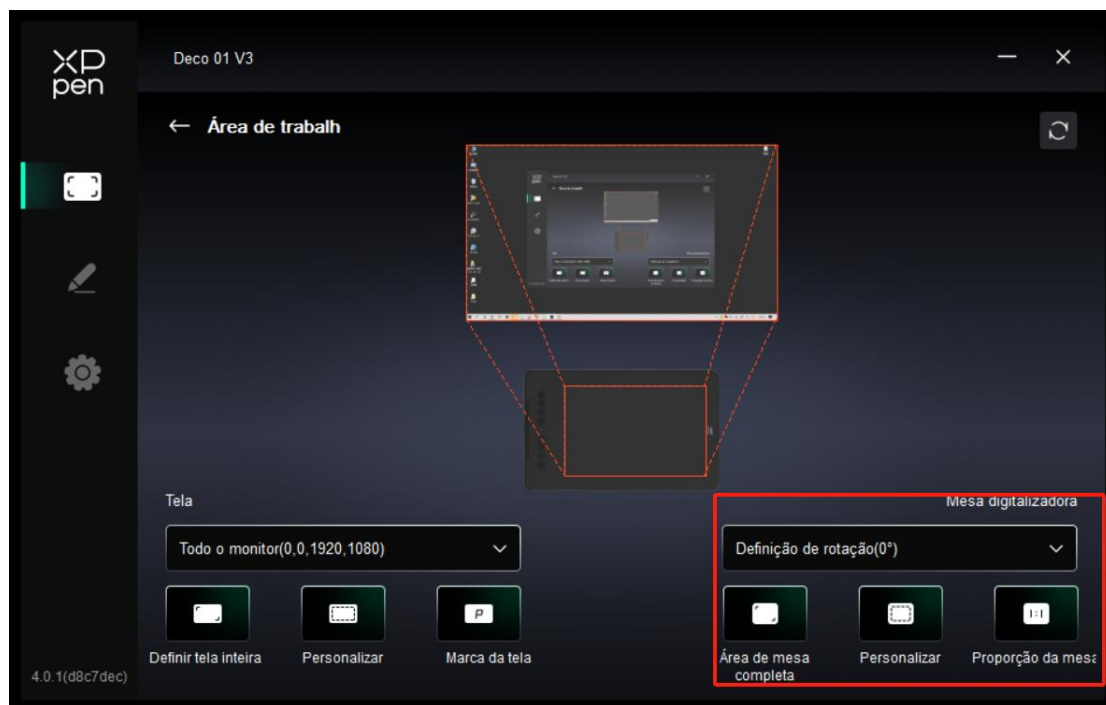 XP
pen
Deco 01 V3
Área de trabalh
Tela
Mesa digitalizadora
Todo o monitor(0,0,1920,1080)
Definição de rotação(0°)
P
1:1
Definir tela inteira
Personalizar
Marca da tela
Área de mesa
completa
Personalizar
Proporção da mesa
4.0.1(d8c7dec)